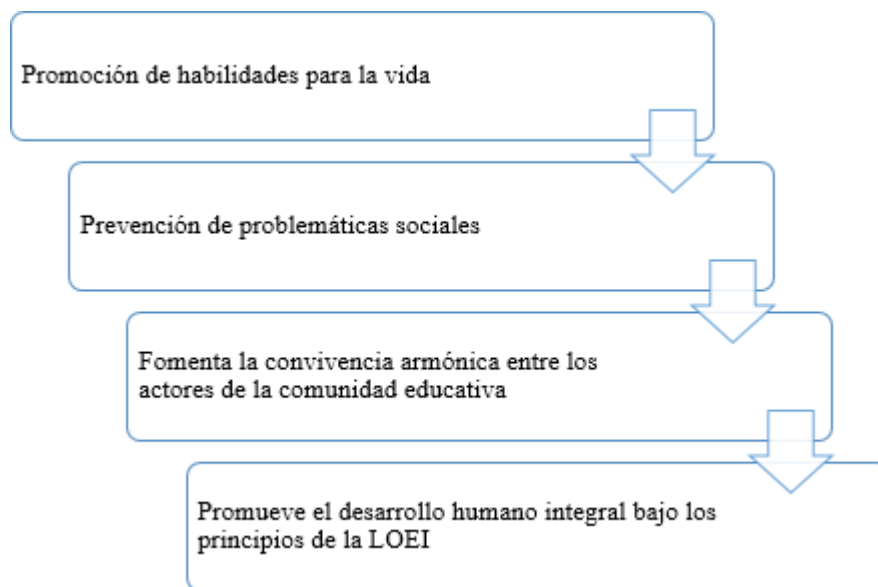 Promoción de habilidades para la vida
Prevención de problemáticas sociales
Fomenta la convivencia armónica entre los
actores de la comunidad educativa
Promueve el desarrollo humano integral bajo los
principios de la LOEI